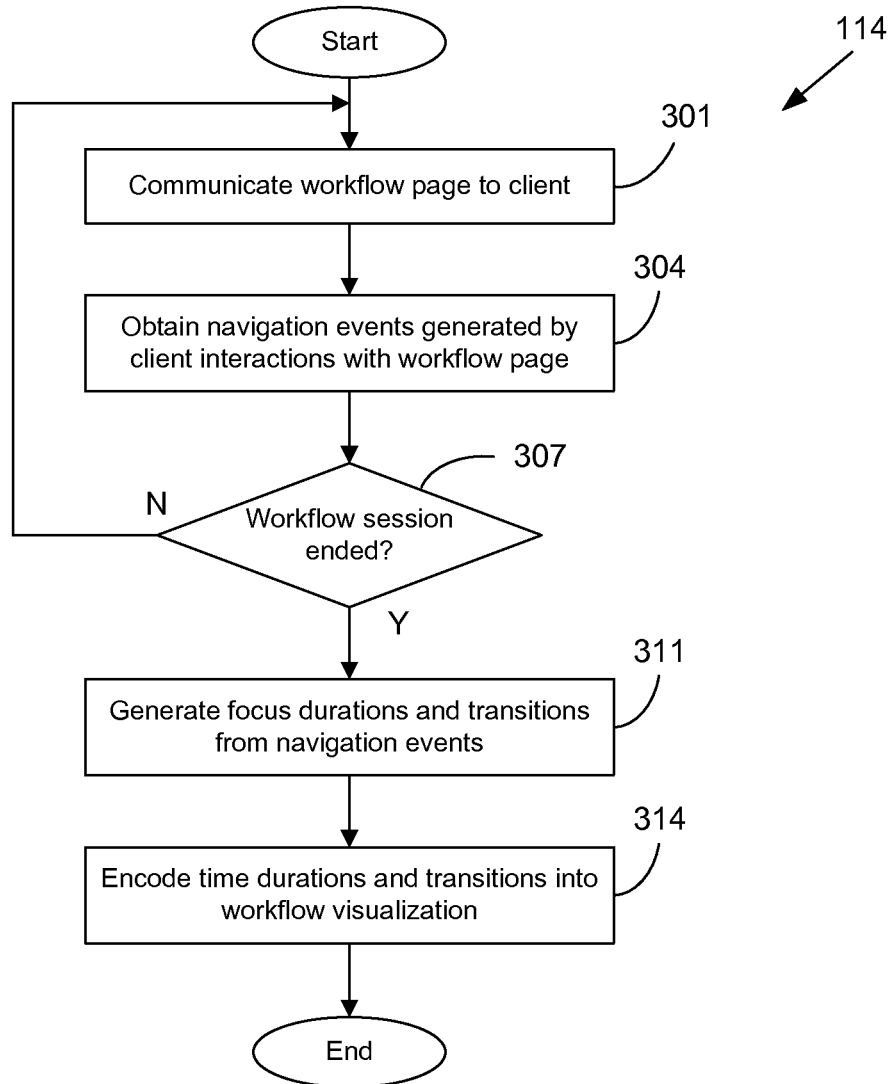 Start
114
301
Communicate workflow page to client
304
Obtain navigation events generated by
client interactions with workflow page
307
N
Workflow session
ended?
Y
311
Generate focus durations and transitions
from navigation events
314
Encode time durations and transitions into
workflow visualization
End